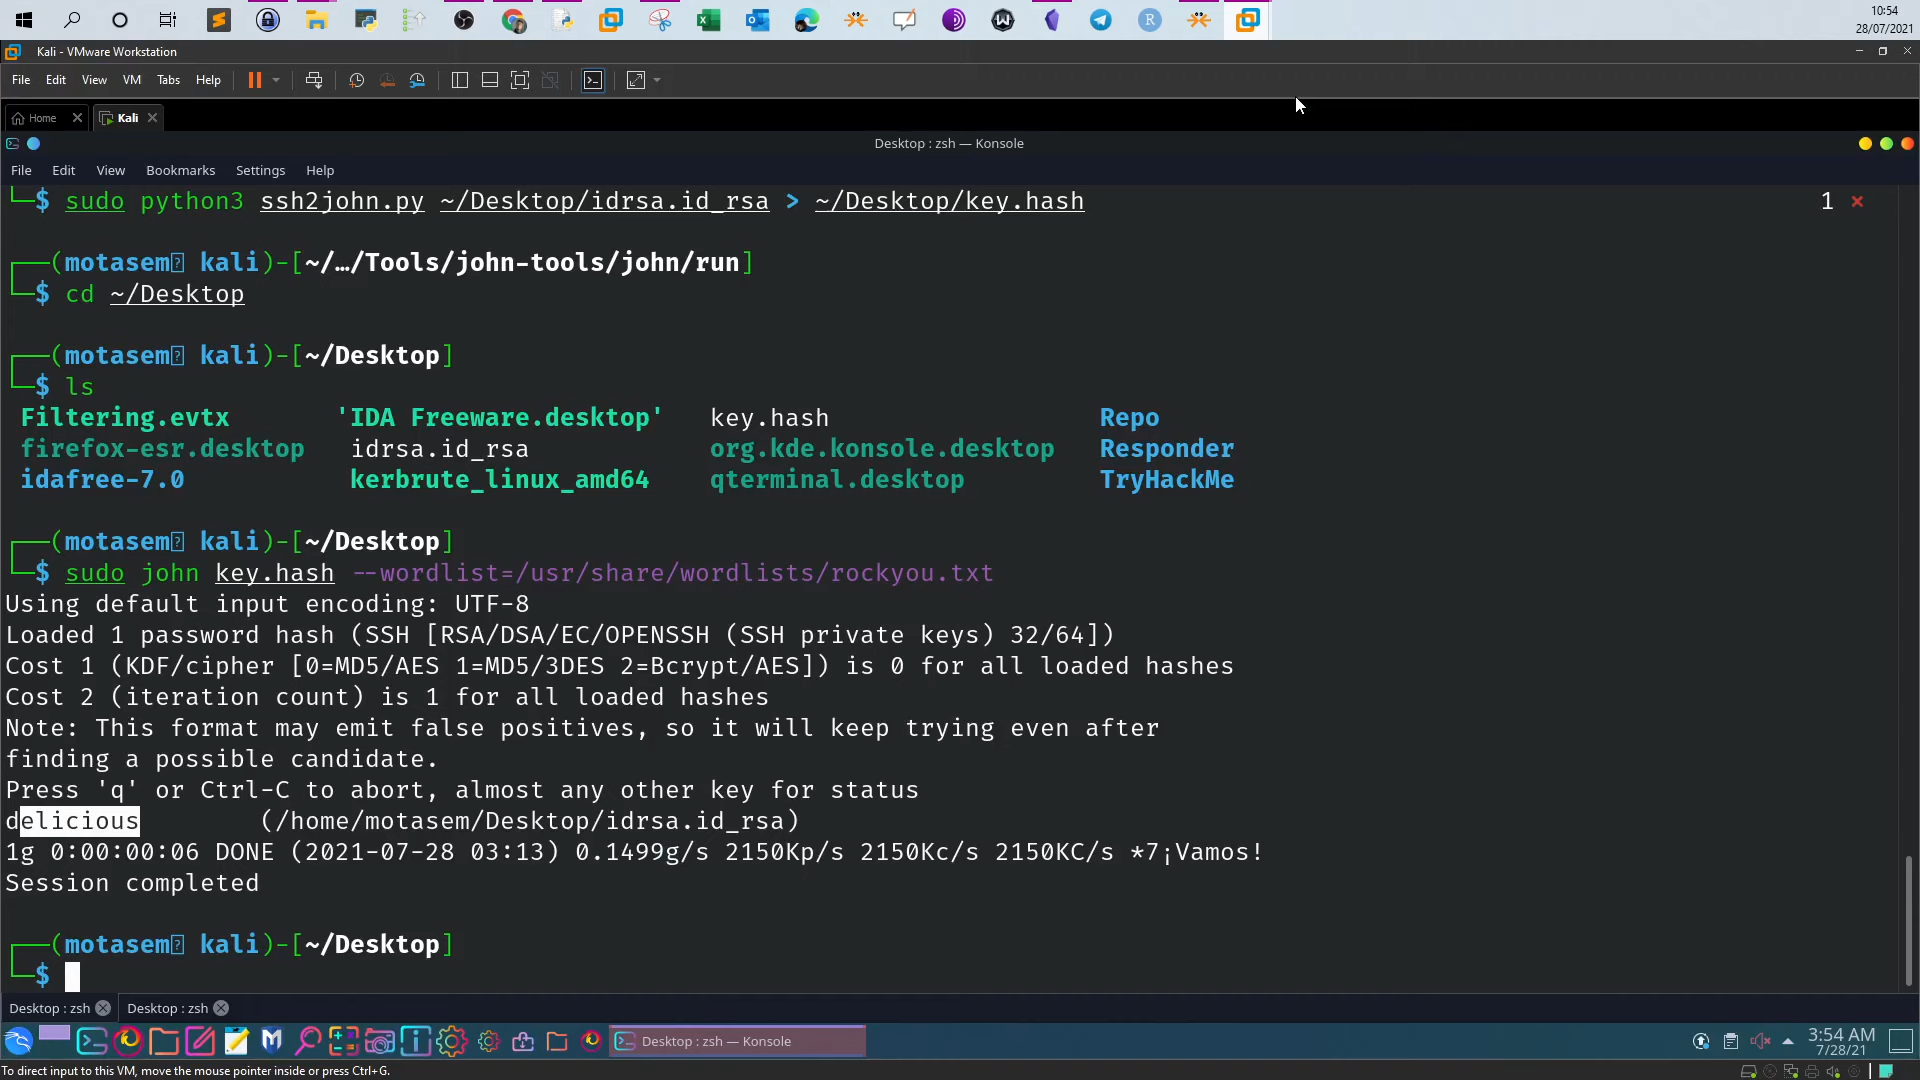 10:54
28/07/2021
Kali - VMware Workstation
File Edit View VM Tabs Help
Home Kali
Desktop : zsh — Konsole
File Edit View Bookmarks Settings Help
$ sudo python3 ssh2john.py ~/Desktop/idrsa.id_rsa > ~/Desktop/key.hash 1 ×
(motasem kali)-[~/…/Tools/john-tools/john/run]
$ cd ~/Desktop
(motasem kali)-[~/Desktop]
$ ls
Filtering.evtx 'IDA Freeware.desktop' key.hash Repo
firefox-esr.desktop idrsa.id_rsa org.kde.konsole.desktop Responder
idafree-7.0 kerbrute_linux_amd64 qterminal.desktop TryHackMe
(motasem kali)-[~/Desktop]
$ sudo john key.hash --wordlist=/usr/share/wordlists/rockyou.txt
Using default input encoding: UTF-8
Loaded 1 password hash (SSH [RSA/DSA/EC/OPENSSH (SSH private keys) 32/64])
Cost 1 (KDF/cipher [0=MD5/AES 1=MD5/3DES 2=Bcrypt/AES]) is 0 for all loaded hashes
Cost 2 (iteration count) is 1 for all loaded hashes
Note: This format may emit false positives, so it will keep trying even after
finding a possible candidate.
Press 'q' or Ctrl-C to abort, almost any other key for status
delicious (/home/motasem/Desktop/idrsa.id_rsa)
1g 0:00:00:06 DONE (2021-07-28 03:13) 0.1499g/s 2150Kp/s 2150Kc/s 2150KC/s *7¡Vamos!
Session completed
(motasem kali)-[~/Desktop]
$
Desktop : zsh Desktop : zsh
Desktop : zsh — Konsole
3:54 AM
7/28/21
To direct input to this VM, move the mouse pointer inside or press Ctrl+G.